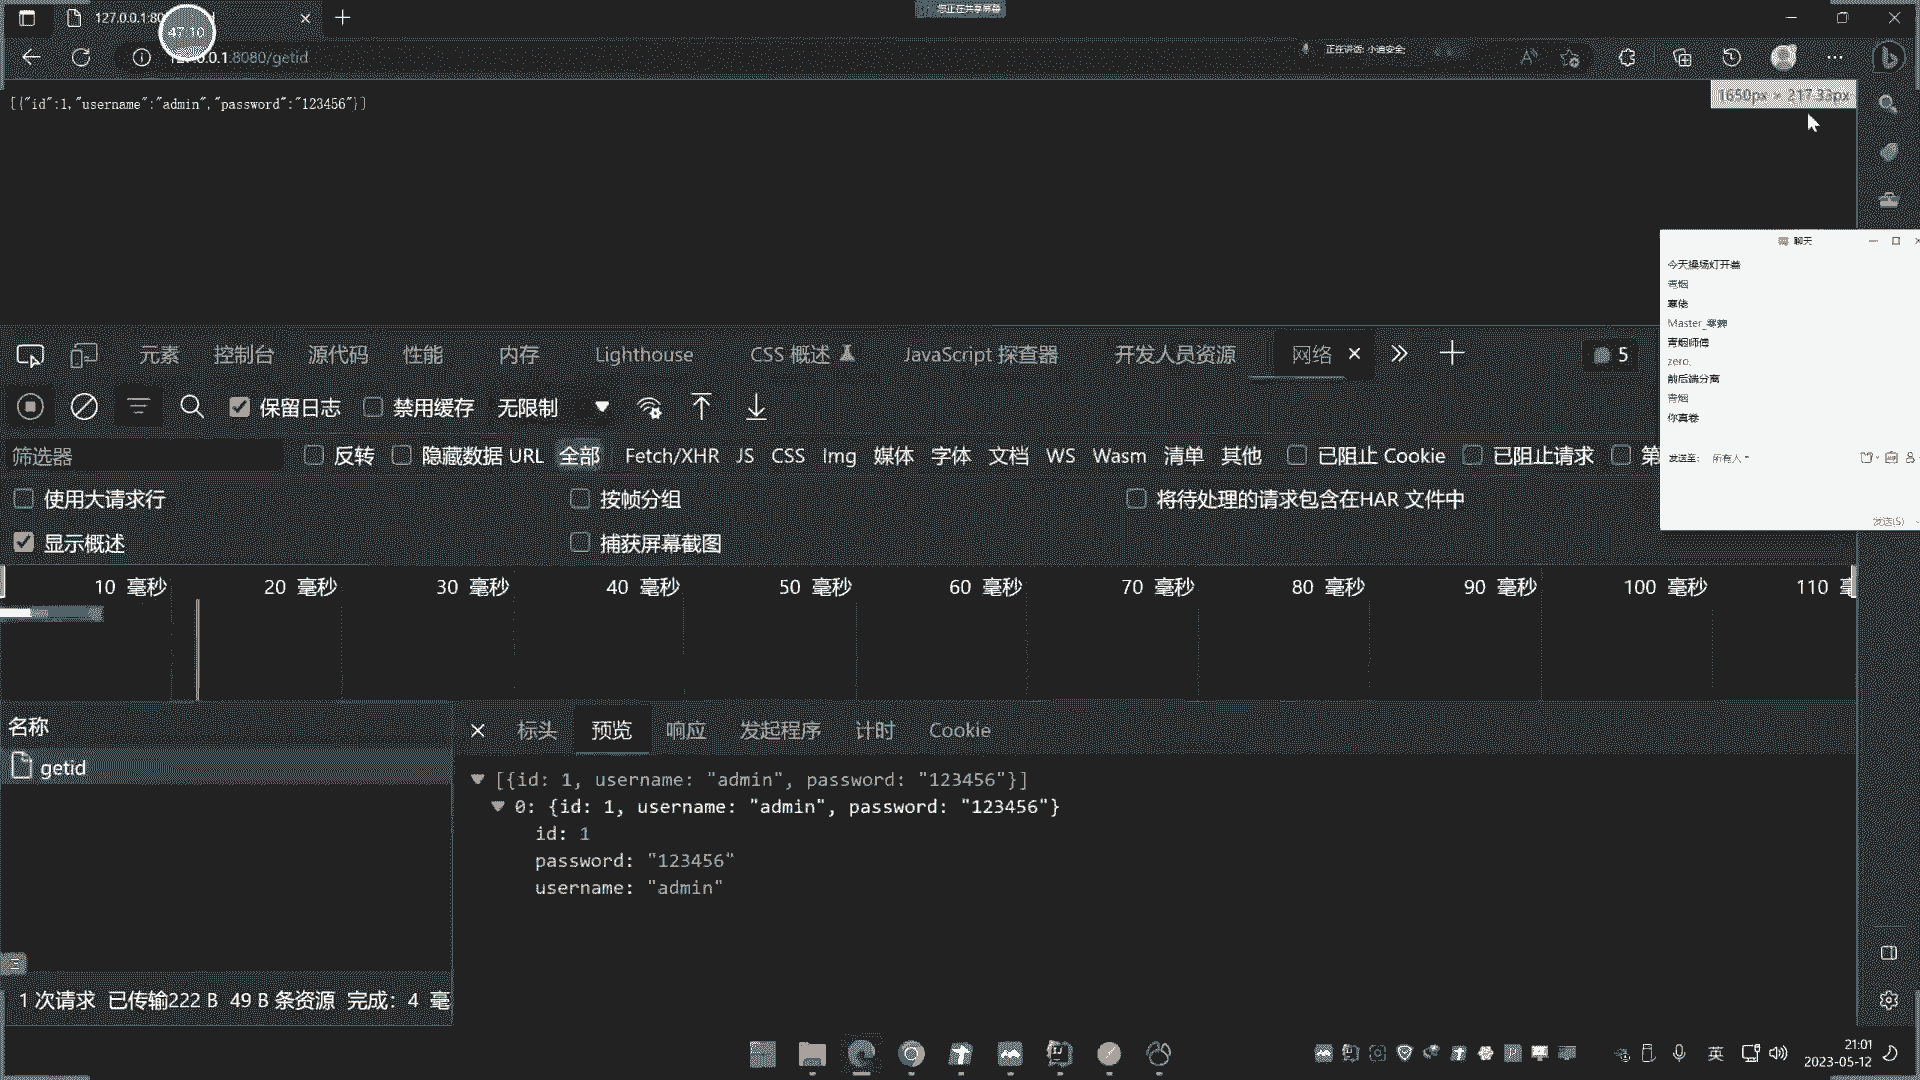 您正在共享屏幕
127.0.0.1:80
47:10
127.0.0.1:8080/getid
正在讲话: 小迪安全;
[{"id":1,"username":"admin","password":"123456"}]
1650px × 217.33px
聊天
今天操场灯开着
青烟
寒佬
Master_寒霁
青烟师傅
zero.
前后端分离
青烟
你真卷
发送至: 所有人
发送(S)
元素 控制台 源代码 性能 内存 Lighthouse CSS 概述 JavaScript 探查器 开发人员资源 网络 5
保留日志 禁用缓存 无限制
筛选器 反转 隐藏数据 URL 全部 Fetch/XHR JS CSS Img 媒体 字体 文档 WS Wasm 清单 其他 已阻止 Cookie 已阻止请求 第
使用大请求行 按帧分组 将待处理的请求包含在HAR 文件中
显示概述 捕获屏幕截图
10 毫秒 20 毫秒 30 毫秒 40 毫秒 50 毫秒 60 毫秒 70 毫秒 80 毫秒 90 毫秒 100 毫秒 110 毫
名称
getid
标头 预览 响应 发起程序 计时 Cookie
[{id: 1, username: "admin", password: "123456"}]
0: {id: 1, username: "admin", password: "123456"}
id: 1
password: "123456"
username: "admin"
1 次请求 已传输222 B 49 B 条资源 完成: 4 毫
英
21:01
2023-05-12